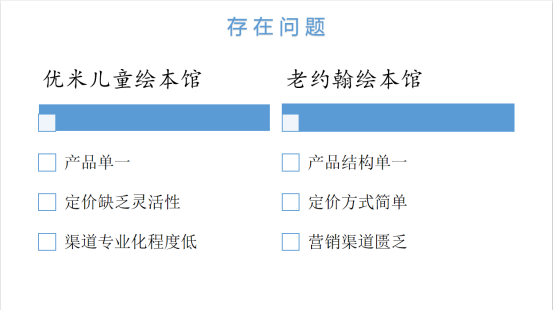 存在问题
优米儿童绘本馆
产品单一
定价缺乏灵活性
渠道专业化程度低
老约翰绘本馆
产品结构单一
定价方式简单
营销渠道匮乏